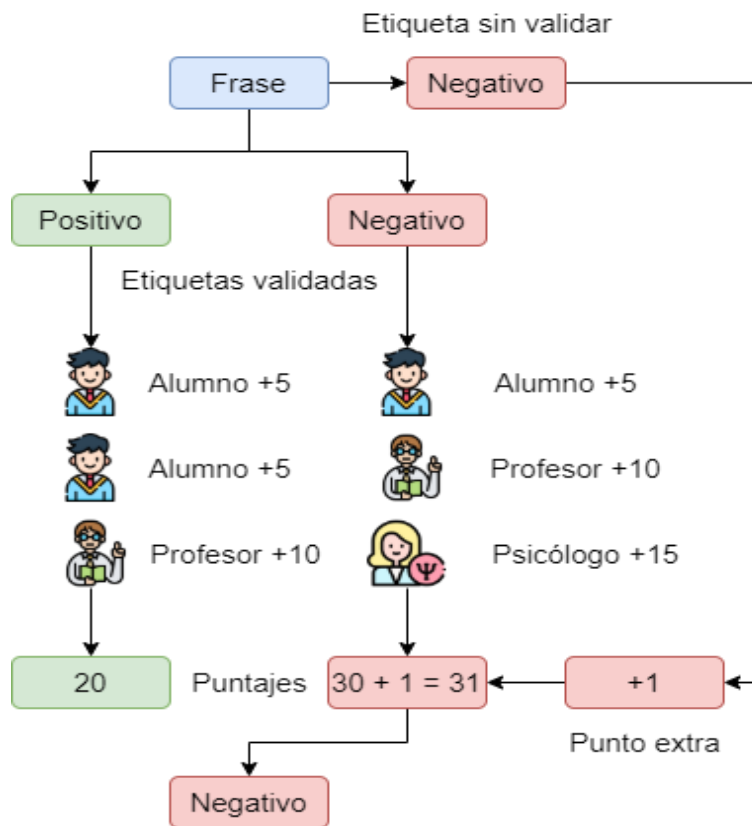 Etiqueta sin validar
Frase
Negativo
Positivo
Negativo
Etiquetas validadas
Alumno +5
Alumno +5
Alumno +5
Profesor +10
Profesor +10
Psicólogo +15
20
Puntajes
30 + 1 = 31
+1
Punto extra
Negativo